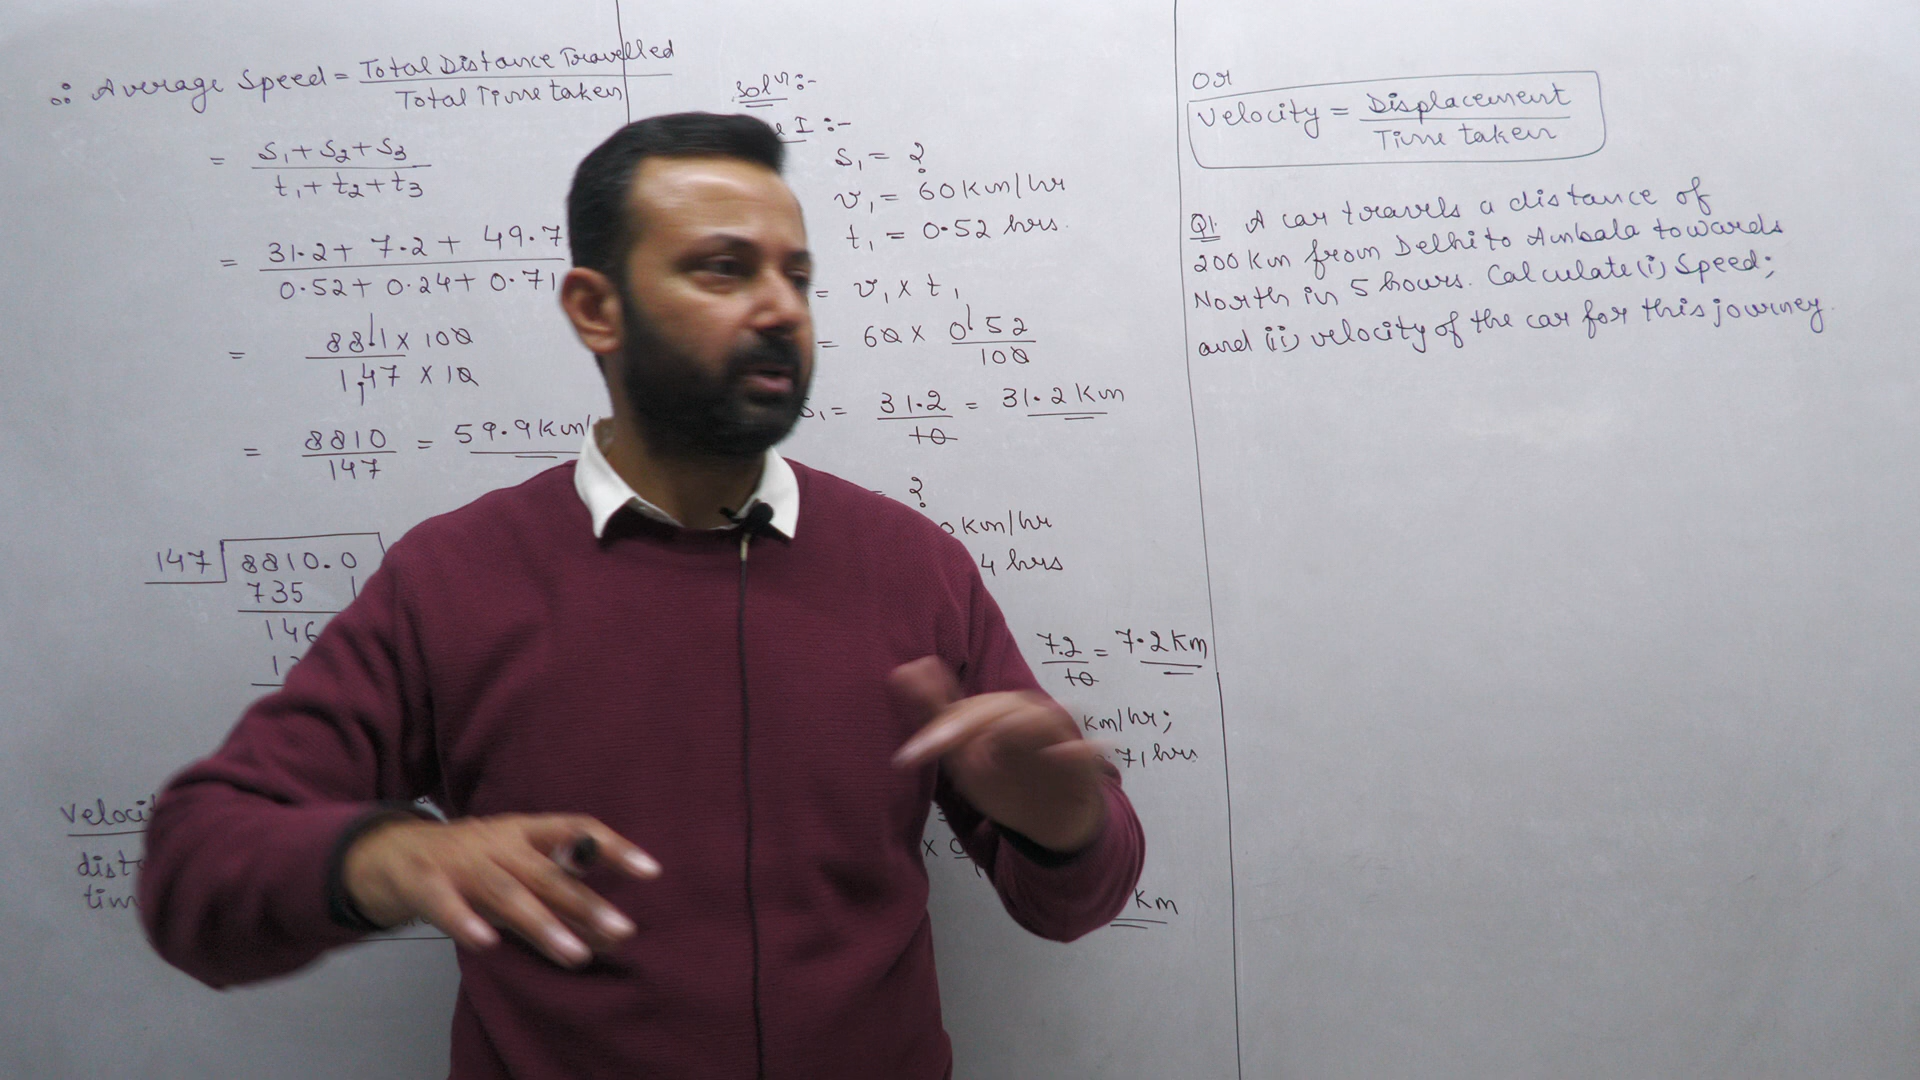 ∴ Average Speed = Total Distance Travelled / Total Time taken
= S₁ + S₂ + S₃ / t₁ + t₂ + t₃
= 31.2 + 7.2 + 49.7 / 0.52 + 0.24 + 0.71
= 88.1 × 100 / 1.47 × 10
= 8810 / 147 = 59.9 Km/
147 8810.0
735
146
Velocit
dist
tim
Solⁿ:-
I :-
S₁ = ?
v₁ = 60 Km/hr
t₁ = 0.52 hrs.
= v₁ × t₁
= 60 × 0.52 / 100
S₁ = 31.2 / 10 = 31.2 Km
= ?
0 Km/hr
4 hrs
7.2 / 10 = 7.2 Km
Km/hr;
.71 hrs
×
Km
Or
Velocity = Displacement / Time taken
Q1. A car travels a distance of
200 Km from Delhi to Ambala towards
North in 5 hours. Calculate (i) Speed;
and (ii) velocity of the car for this journey.